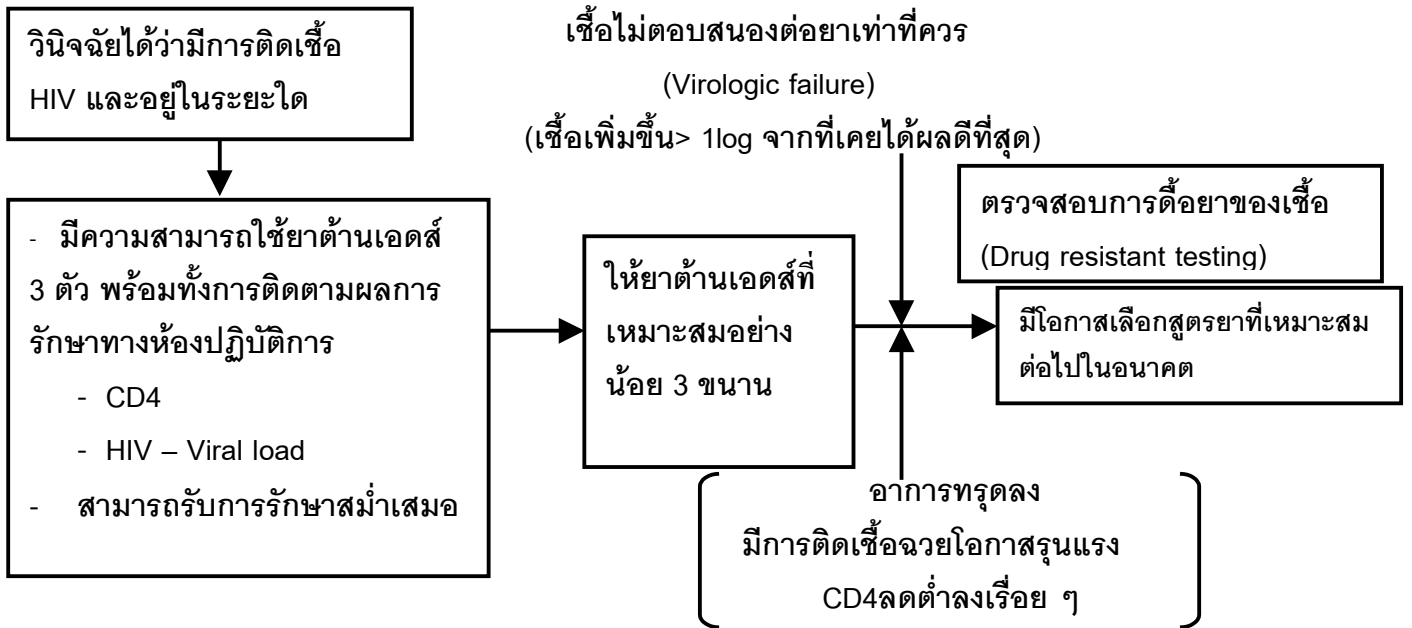 วินิจฉัยได้ว่ามีการติดเชื้อ
HIV และอยู่ในระยะใด
- มีความสามารถใช้ยาต้านเอดส์
3 ตัว พร้อมทั้งการติดตามผลการ
รักษาทางห้องปฏิบัติการ
- CD4
- HIV – Viral load
- สามารถรับการรักษาสม่ำเสมอ
ให้ยาต้านเอดส์ที่
เหมาะสมอย่าง
น้อย 3 ขนาน
เชื้อไม่ตอบสนองต่อยาเท่าที่ควร
(Virologic failure)
(เชื้อเพิ่มขึ้น> 1log จากที่เคยได้ผลดีที่สุด)
ตรวจสอบการดื้อยาของเชื้อ
(Drug resistant testing)
มีโอกาสเลือกสูตรยาที่เหมาะสม
ต่อไปในอนาคต
อาการทรุดลง
มีการติดเชื้อฉวยโอกาสรุนแรง
CD4ลดต่ำลงเรื่อย ๆ